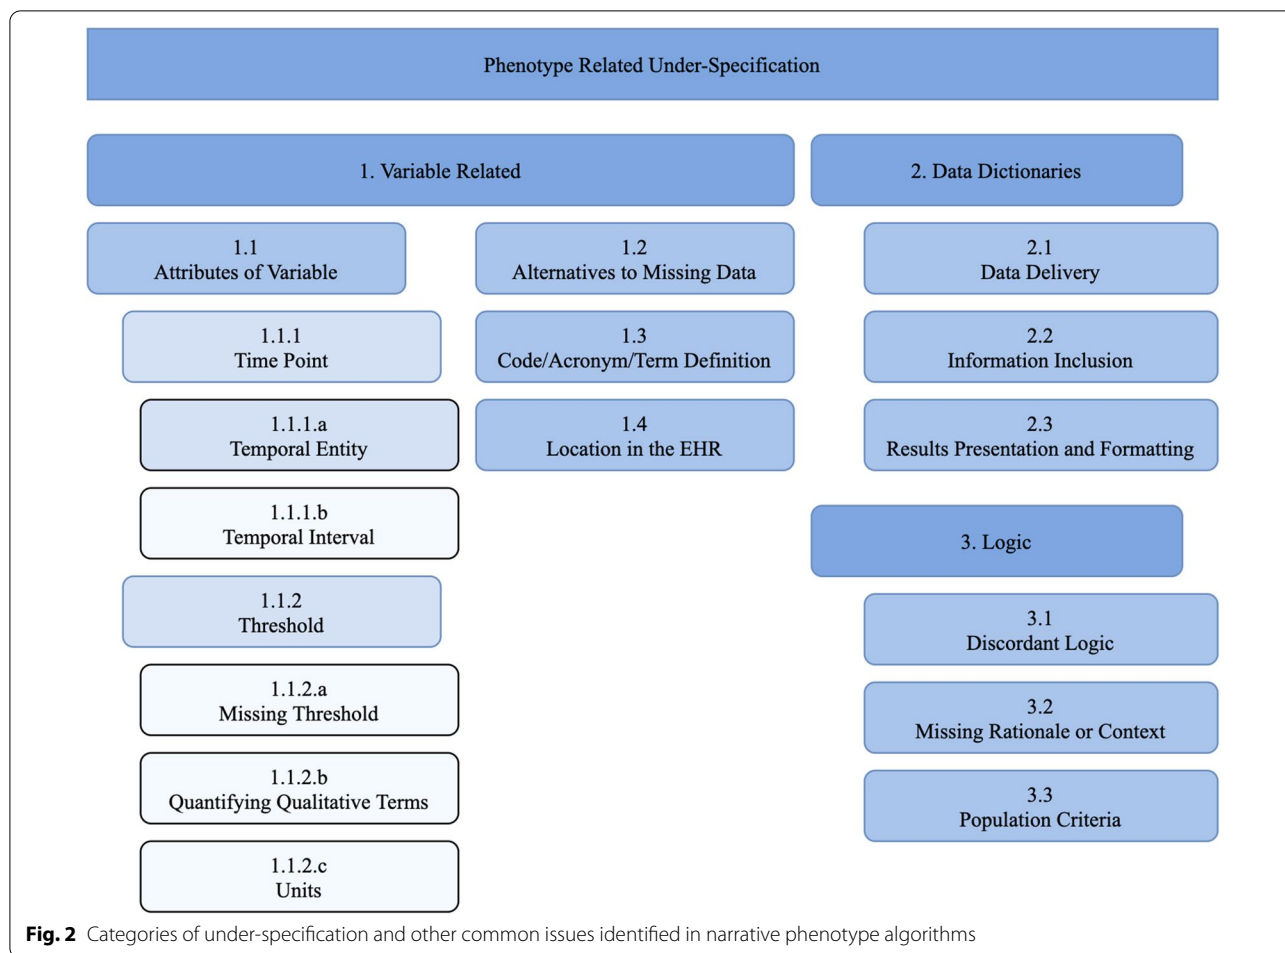 Phenotype Related Under-Specification
1. Variable Related
1.1
Attributes of Variable
1.1.1
Time Point
1.1.1.a
Temporal Entity
1.1.1.b
Temporal Interval
1.1.2
Threshold
1.1.2.a
Missing Threshold
1.1.2.b
Quantifying Qualitative Terms
1.1.2.c
Units
1.2
Alternatives to Missing Data
1.3
Code/Acronym/Term Definition
1.4
Location in the EHR
2. Data Dictionaries
2.1
Data Delivery
2.2
Information Inclusion
2.3
Results Presentation and Formatting
3. Logic
3.1
Discordant Logic
3.2
Missing Rationale or Context
3.3
Population Criteria
Fig. 2 Categories of under-specification and other common issues identified in narrative phenotype algorithms